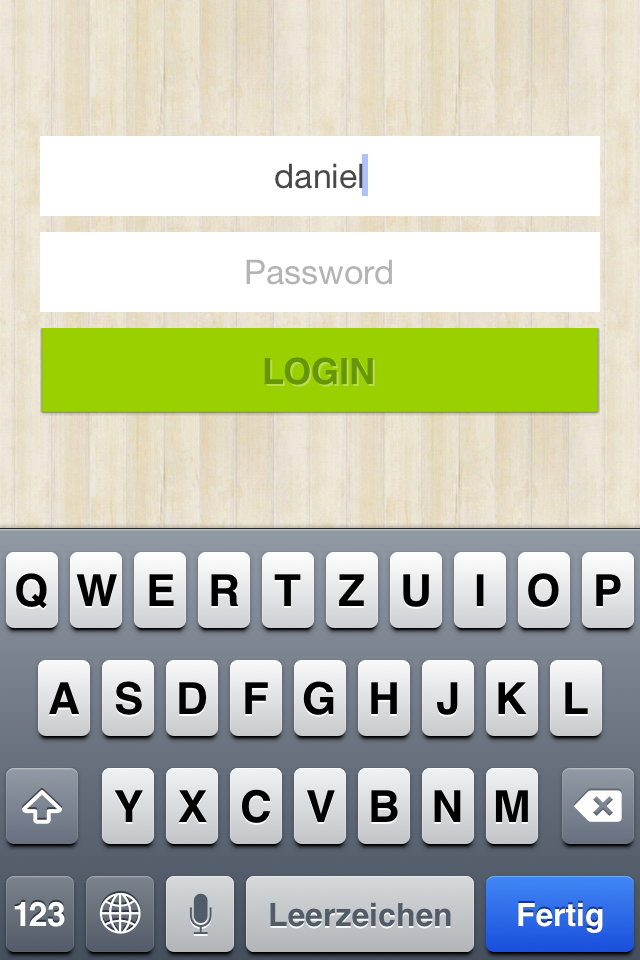 daniel
Password
LOGIN
Q W E R T Z U I O P
A S D F G H J K L
Y X C V B N M
123 Leerzeichen Fertig